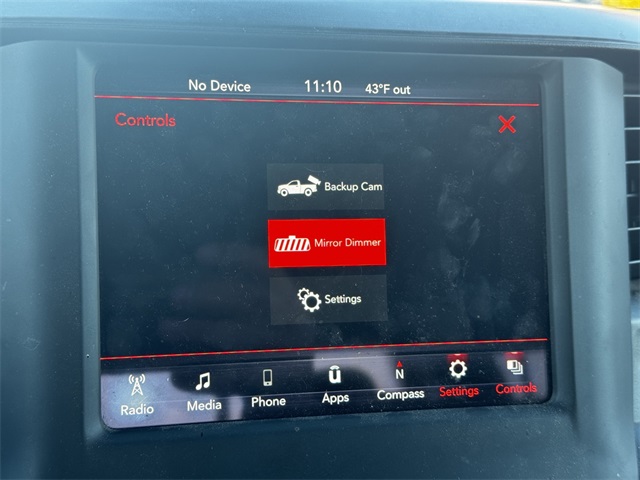 No Device 11:10 43°F out
Controls
Backup Cam
Mirror Dimmer
Settings
N
Radio Media Phone Apps Compass Settings Controls